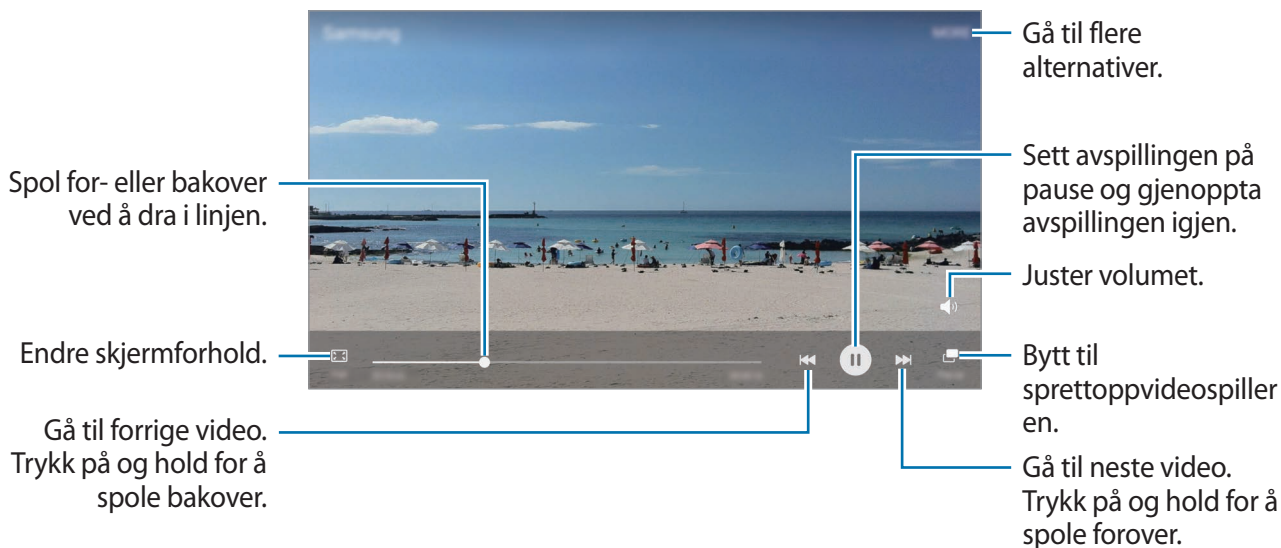 Samsung
MORE
Gå til flere
alternativer.
Spol for- eller bakover
ved å dra i linjen.
Sett avspillingen på
pause og gjenoppta
avspillingen igjen.
Juster volumet.
Endre skjermforhold.
Bytt til
sprettoppvideospiller
en.
Gå til forrige video.
Trykk på og hold for å
spole bakover.
Gå til neste video.
Trykk på og hold for å
spole forover.